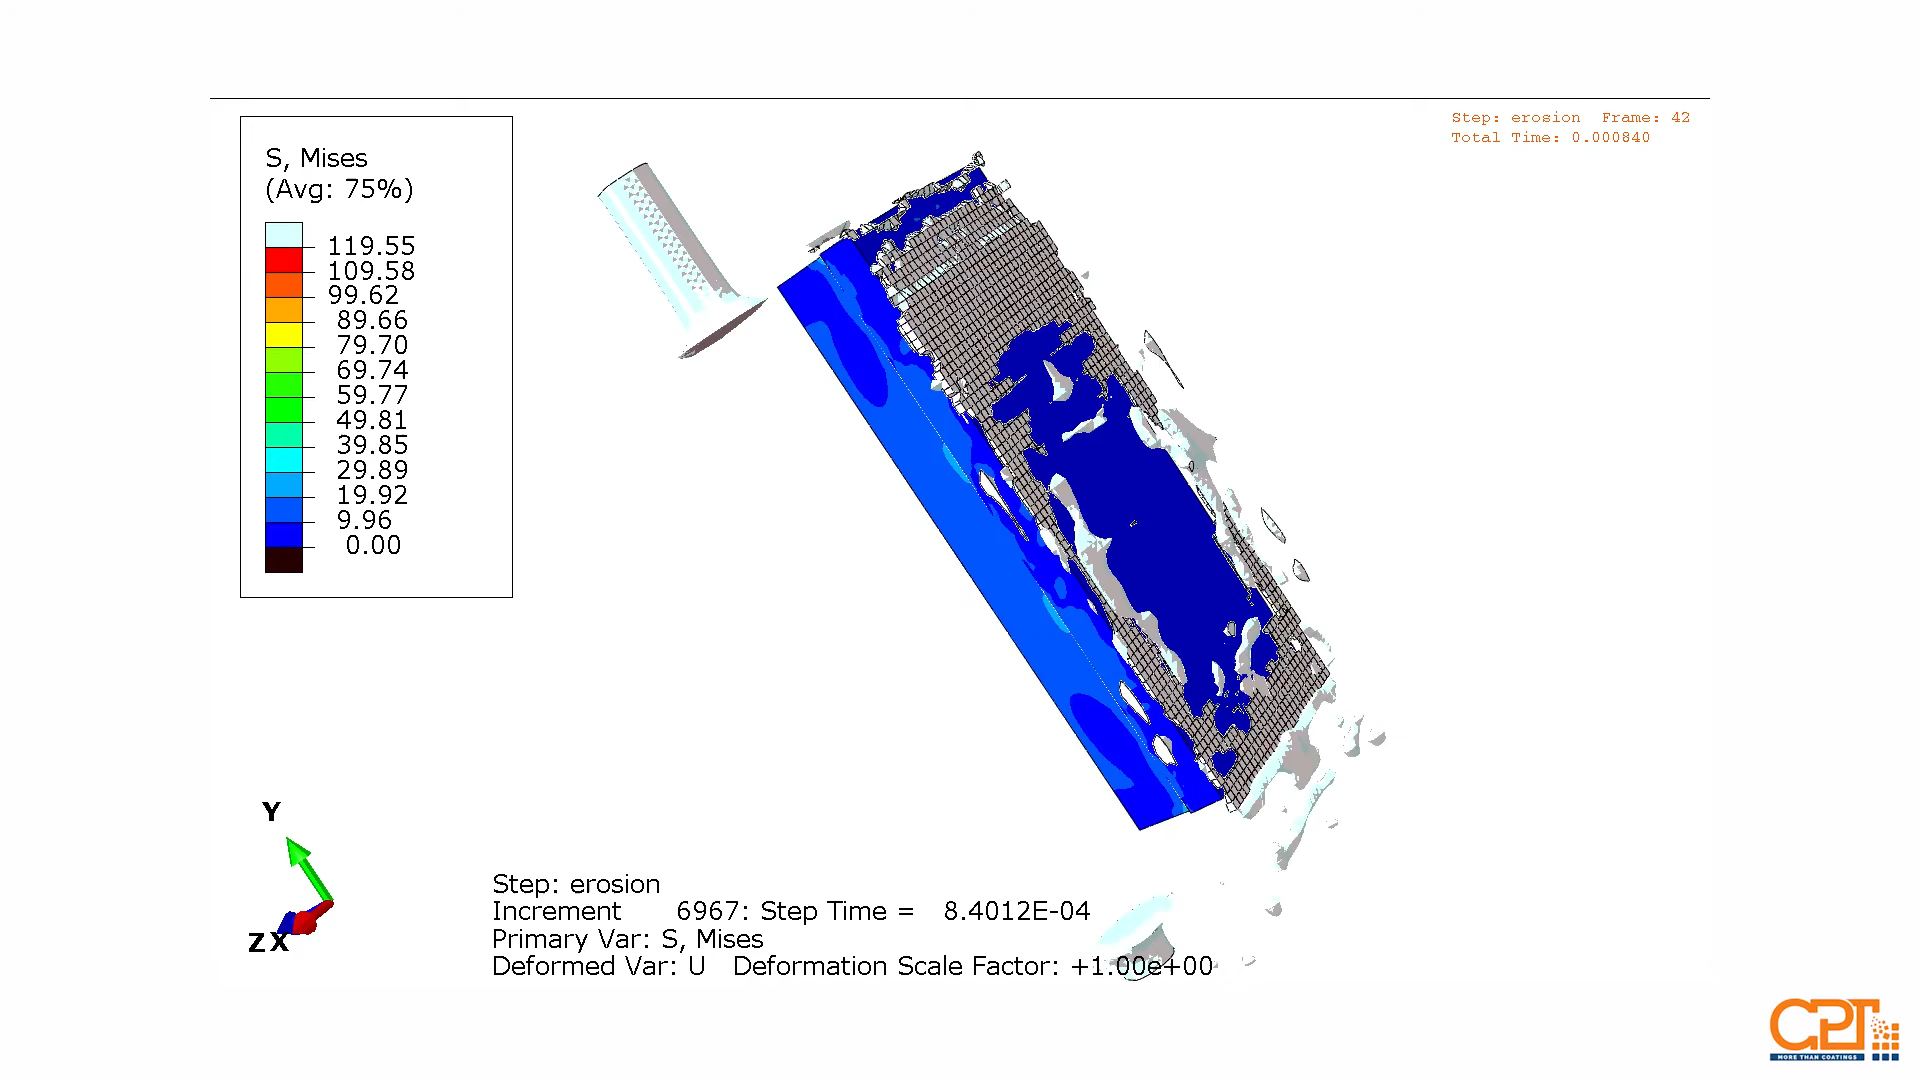 Step: erosion  Frame: 42
Total Time: 0.000840
S, Mises
(Avg: 75%)
119.55
109.58
99.62
89.66
79.70
69.74
59.77
49.81
39.85
29.89
19.92
9.96
0.00
Y
Z X
Step: erosion
Increment 6967: Step Time = 8.4012E-04
Primary Var: S, Mises
Deformed Var: U Deformation Scale Factor: +1.00e+00
CPT
MORE THAN COATINGS